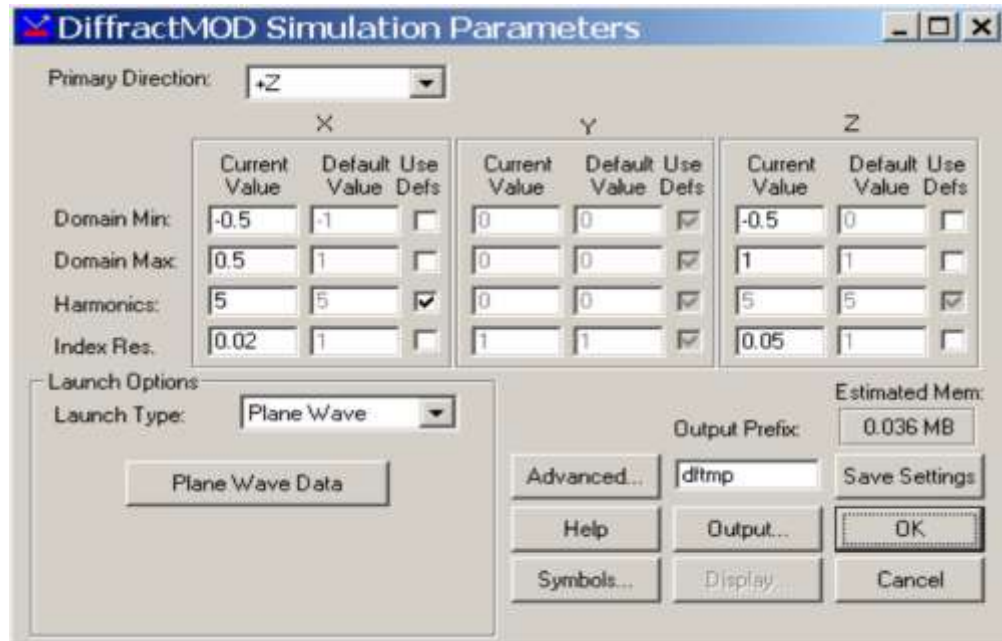 DiffractMOD Simulation Parameters
Primary Direction: +Z
X Y Z
Current Default Use Current Default Use Current Default Use
Value Value Defs Value Value Defs Value Value Defs
Domain Min: -0.5 -1 0 0 -0.5 0
Domain Max: 0.5 1 0 0 1 1
Harmonics: 5 5 0 0 5 5
Index Res. 0.02 1 1 1 0.05 1
Launch Options
Launch Type: Plane Wave
Plane Wave Data
Estimated Mem:
Output Prefix: 0.036 MB
Advanced... dftmp Save Settings
Help Output... OK
Symbols... Display... Cancel